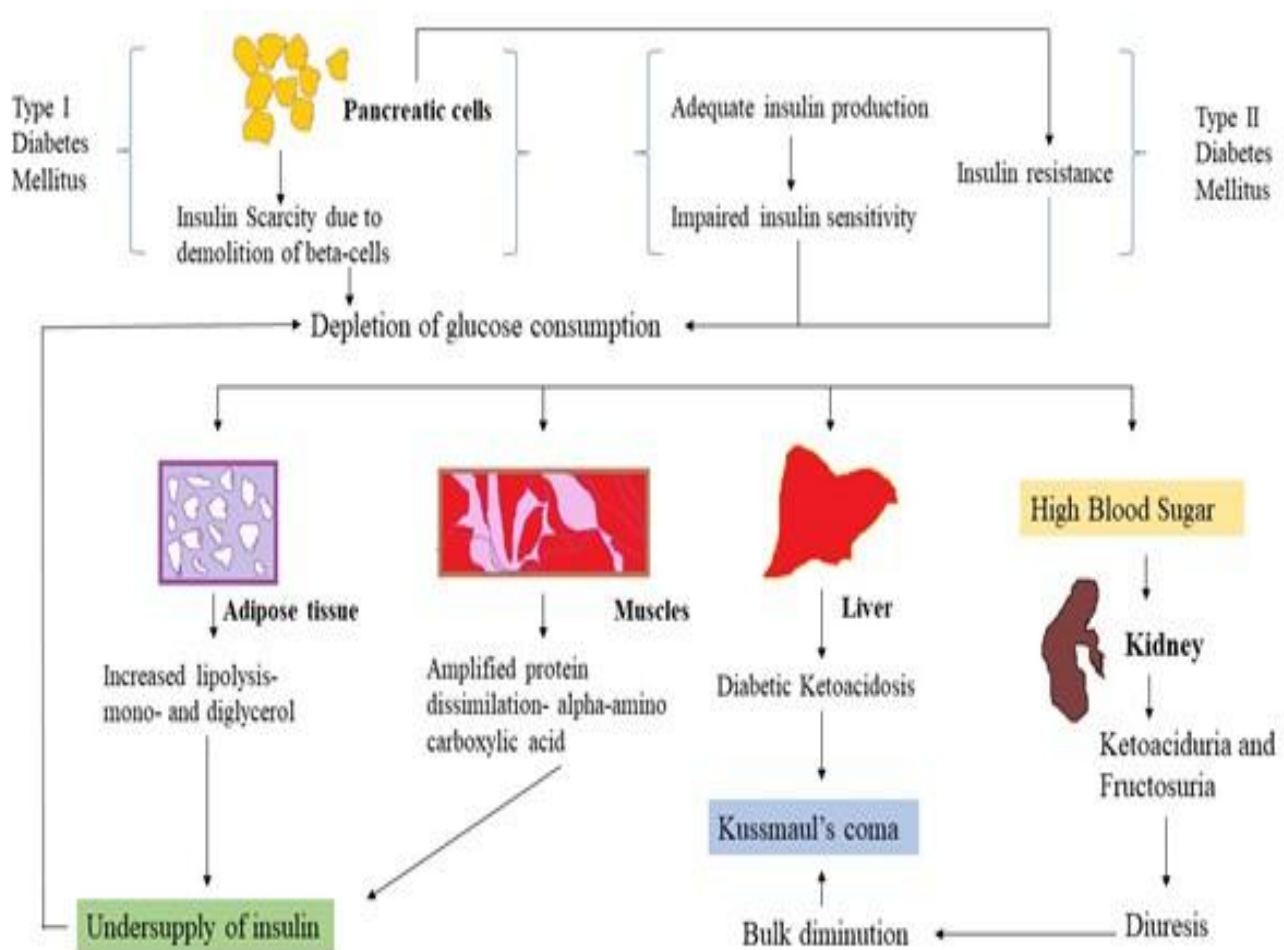 Type I
Diabetes
Mellitus
Pancreatic cells
Insulin Scarcity due to
demolition of beta-cells
Adequate insulin production
Impaired insulin sensitivity
Insulin resistance
Type II
Diabetes
Mellitus
Depletion of glucose consumption
Adipose tissue
Increased lipolysis-
mono- and diglycerol
Muscles
Amplified protein
dissimilation- alpha-amino
carboxylic acid
Liver
Diabetic Ketoacidosis
Kussmaul's coma
High Blood Sugar
Kidney
Ketoaciduria and
Fructosuria
Diuresis
Bulk diminution
Undersupply of insulin